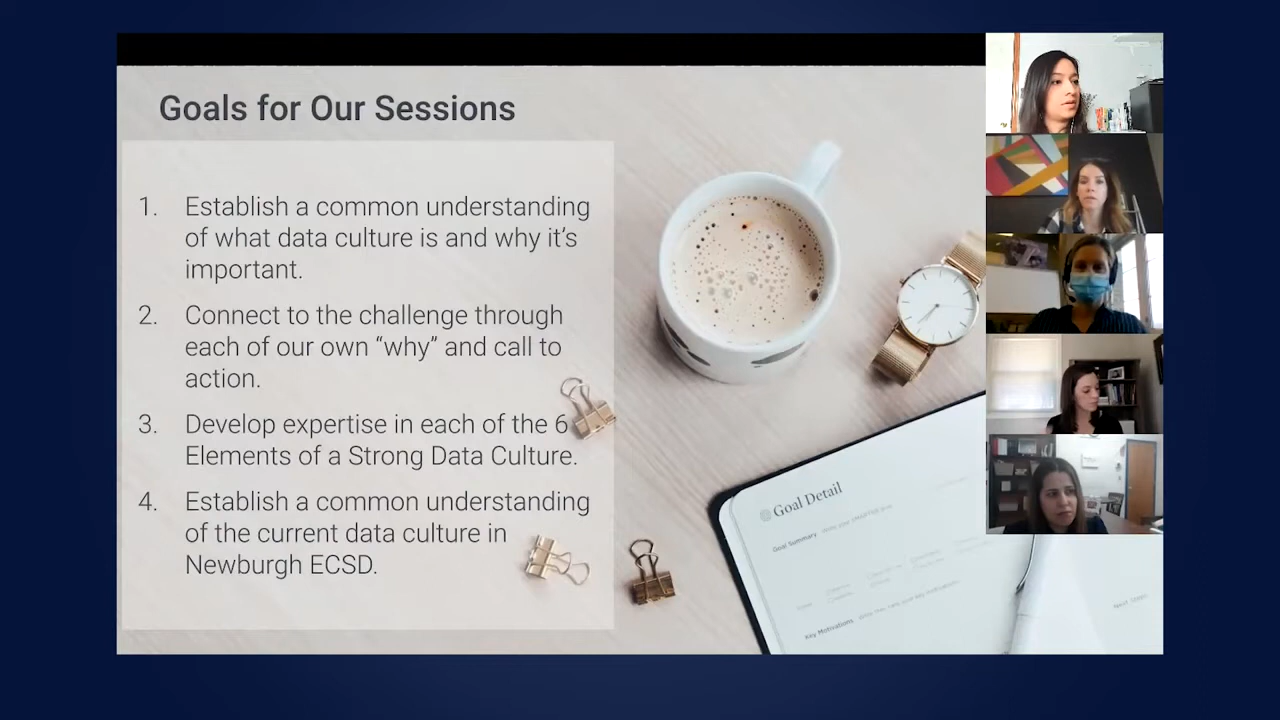 Goals for Our Sessions
1. Establish a common understanding
of what data culture is and why it's
important.
2. Connect to the challenge through
each of our own “why” and call to
action.
3. Develop expertise in each of the 6
Elements of a Strong Data Culture.
4. Establish a common understanding
of the current data culture in
Newburgh ECSD.
Goal Detail
Goal Summary
Key Motivations
Next Steps